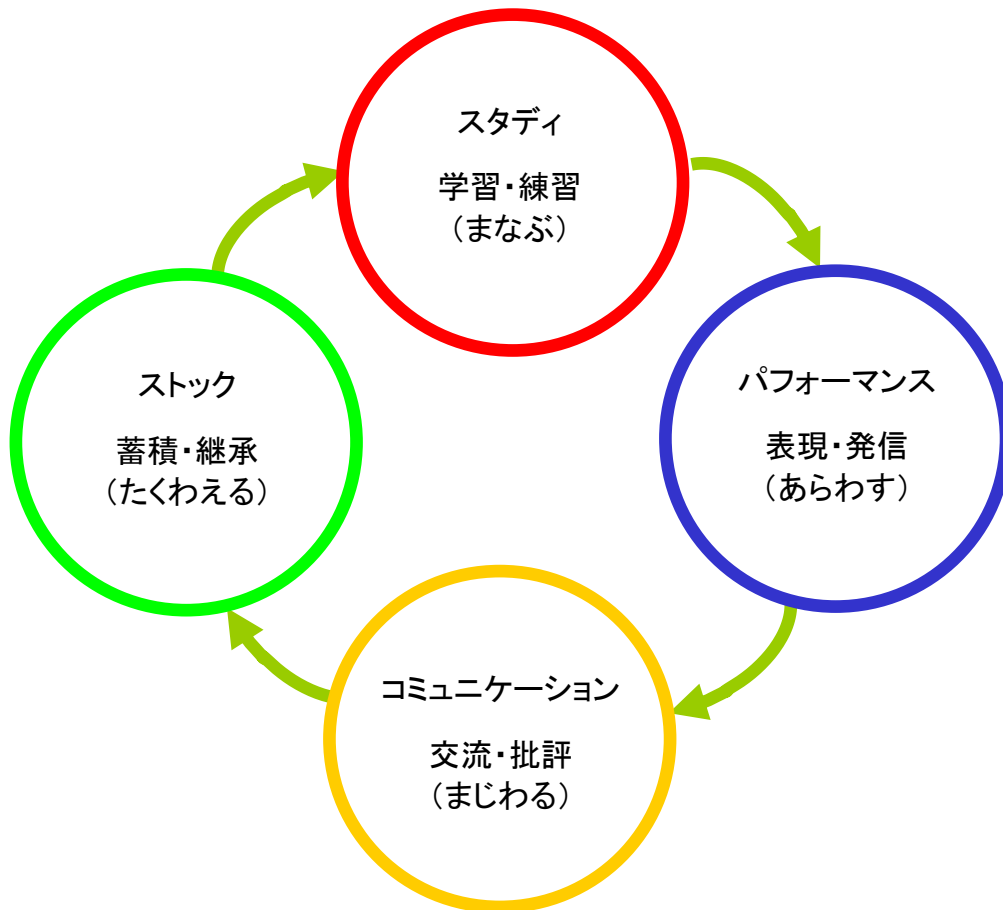 スタディ
学習・練習
（まなぶ）
パフォーマンス
表現・発信
（あらわす）
コミュニケーション
交流・批評
（まじわる）
ストック
蓄積・継承
（たくわえる）